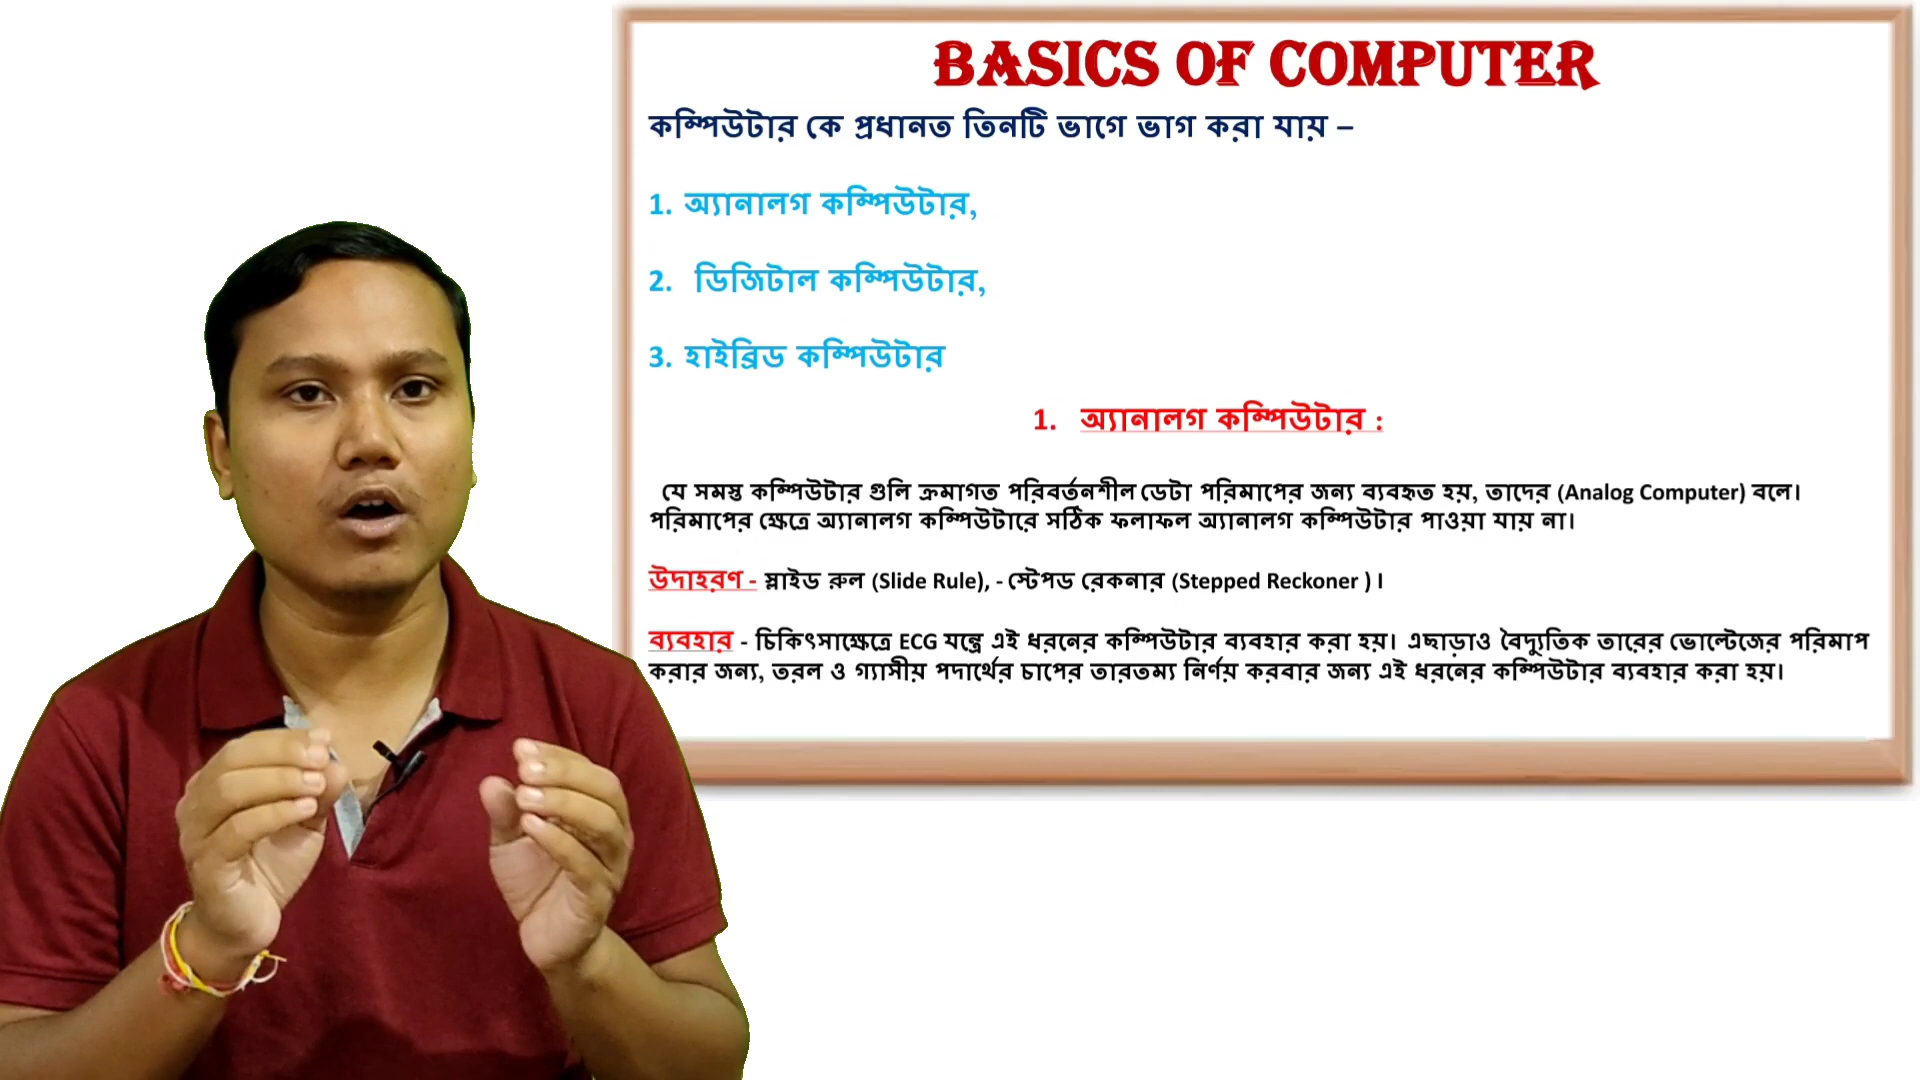 BASICS OF COMPUTER
কম্পিউটার কে প্রধানত তিনটি ভাগে ভাগ করা যায় –
1. অ্যানালগ কম্পিউটার,
2. ডিজিটাল কম্পিউটার,
3. হাইব্রিড কম্পিউটার
1. অ্যানালগ কম্পিউটার :
যে সমস্ত কম্পিউটার গুলি ক্রমাগত পরিবর্তনশীল ডেটা পরিমাপের জন্য ব্যবহৃত হয়, তাদের (Analog Computer) বলে।
পরিমাপের ক্ষেত্রে অ্যানালগ কম্পিউটারে সঠিক ফলাফল অ্যানালগ কম্পিউটার পাওয়া যায় না।
উদাহরণ - স্লাইড রুল (Slide Rule), - স্টেপড রেকনার (Stepped Reckoner ) ।
ব্যবহার - চিকিৎসাক্ষেত্রে ECG যন্ত্রে এই ধরনের কম্পিউটার ব্যবহার করা হয়। এছাড়াও বৈদ্যুতিক তারের ভোল্টেজের পরিমাপ
করার জন্য, তরল ও গ্যাসীয় পদার্থের চাপের তারতম্য নির্ণয় করবার জন্য এই ধরনের কম্পিউটার ব্যবহার করা হয়।